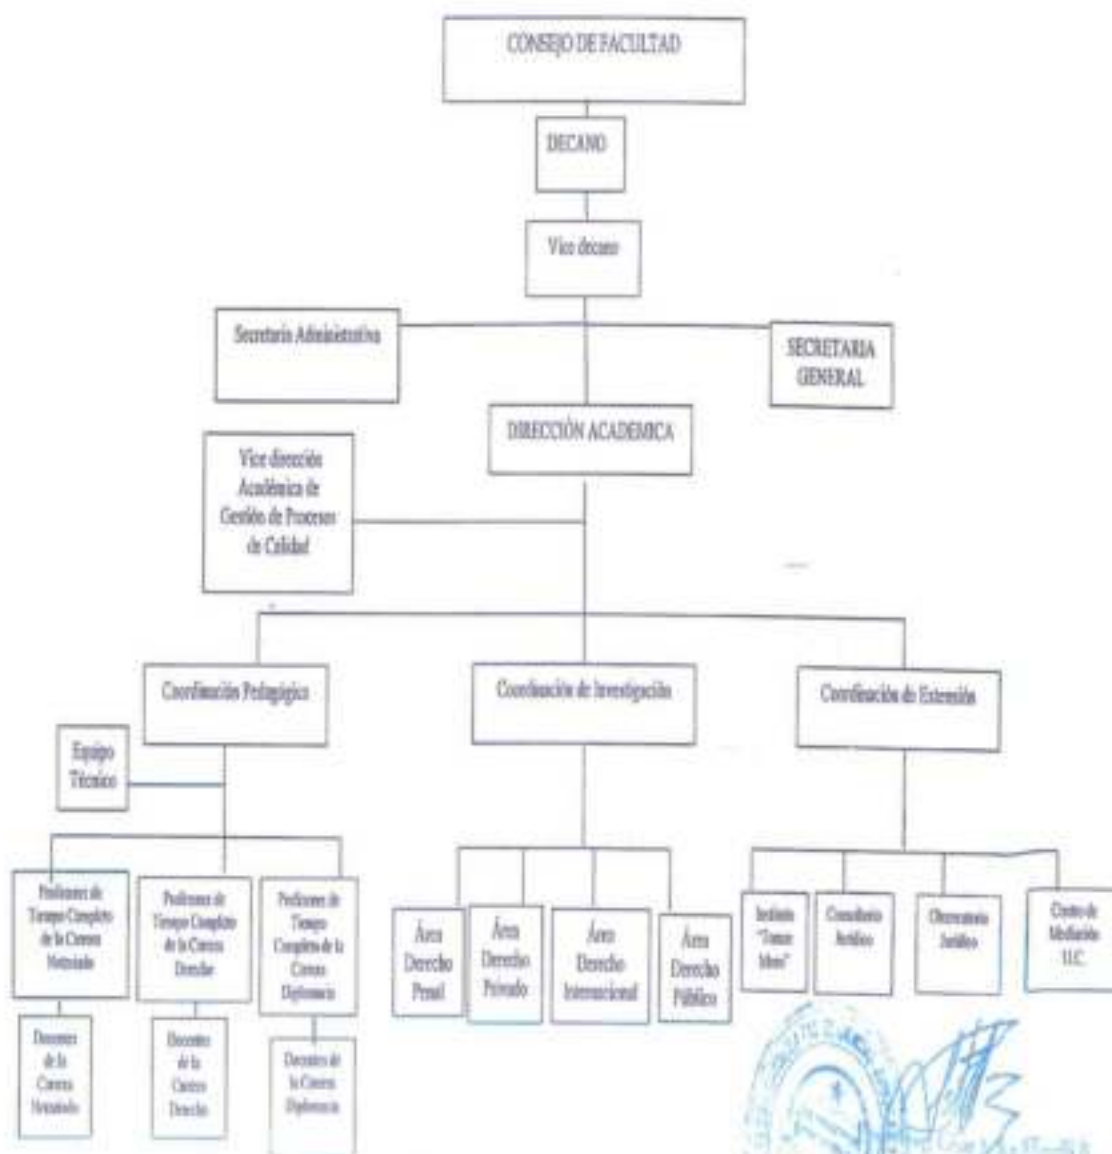 CONSEJO DE FACULTAD
DECANO
Vice decano
Secretaría Administrativa
SECRETARIA
GENERAL
DIRECCIÓN ACADEMICA
Vice dirección
Académica de
Gestión de Procesos
de Calidad
Coordinación Pedagógica
Coordinación de Investigación
Coordinación de Extensión
Equipo
Técnico
Profesores de
Tiempo Completo
de la Carrera
Notariado
Profesores de
Tiempo Completo
de la Carrera
Derecho
Profesores de
Tiempo
Completo de la
Carrera
Diplomacia
Área
Derecho
Penal
Área
Derecho
Privado
Área
Derecho
Internacional
Área
Derecho
Público
Instituto
"Tomas
Moro"
Consultorio
Jurídico
Observatorio
Jurídico
Centro de
Mediación
U.C.
Docentes
de la
Carrera
Notariado
Docentes
de la
Carrera
Derecho
Docentes de
la Carrera
Diplomacia